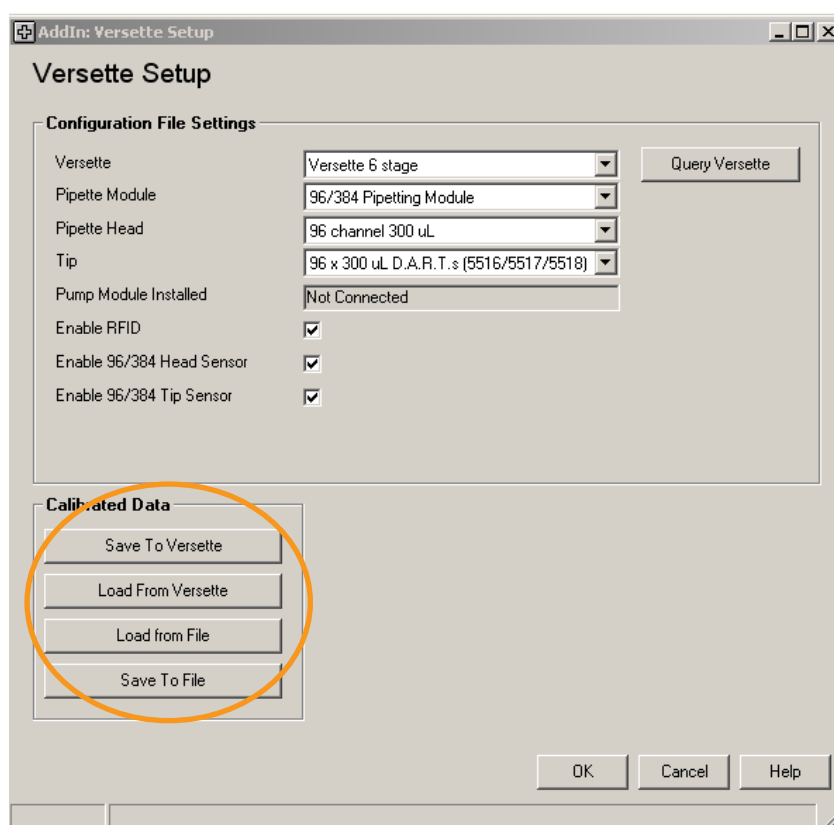 AddIn: Versette Setup
Versette Setup
Configuration File Settings
Versette Versette 6 stage Query Versette
Pipette Module 96/384 Pipetting Module
Pipette Head 96 channel 300 uL
Tip 96 x 300 uL D.A.R.T.s (5516/5517/5518)
Pump Module Installed Not Connected
Enable RFID
Enable 96/384 Head Sensor
Enable 96/384 Tip Sensor
Calibrated Data
Save To Versette
Load From Versette
Load from File
Save To File
OK Cancel Help